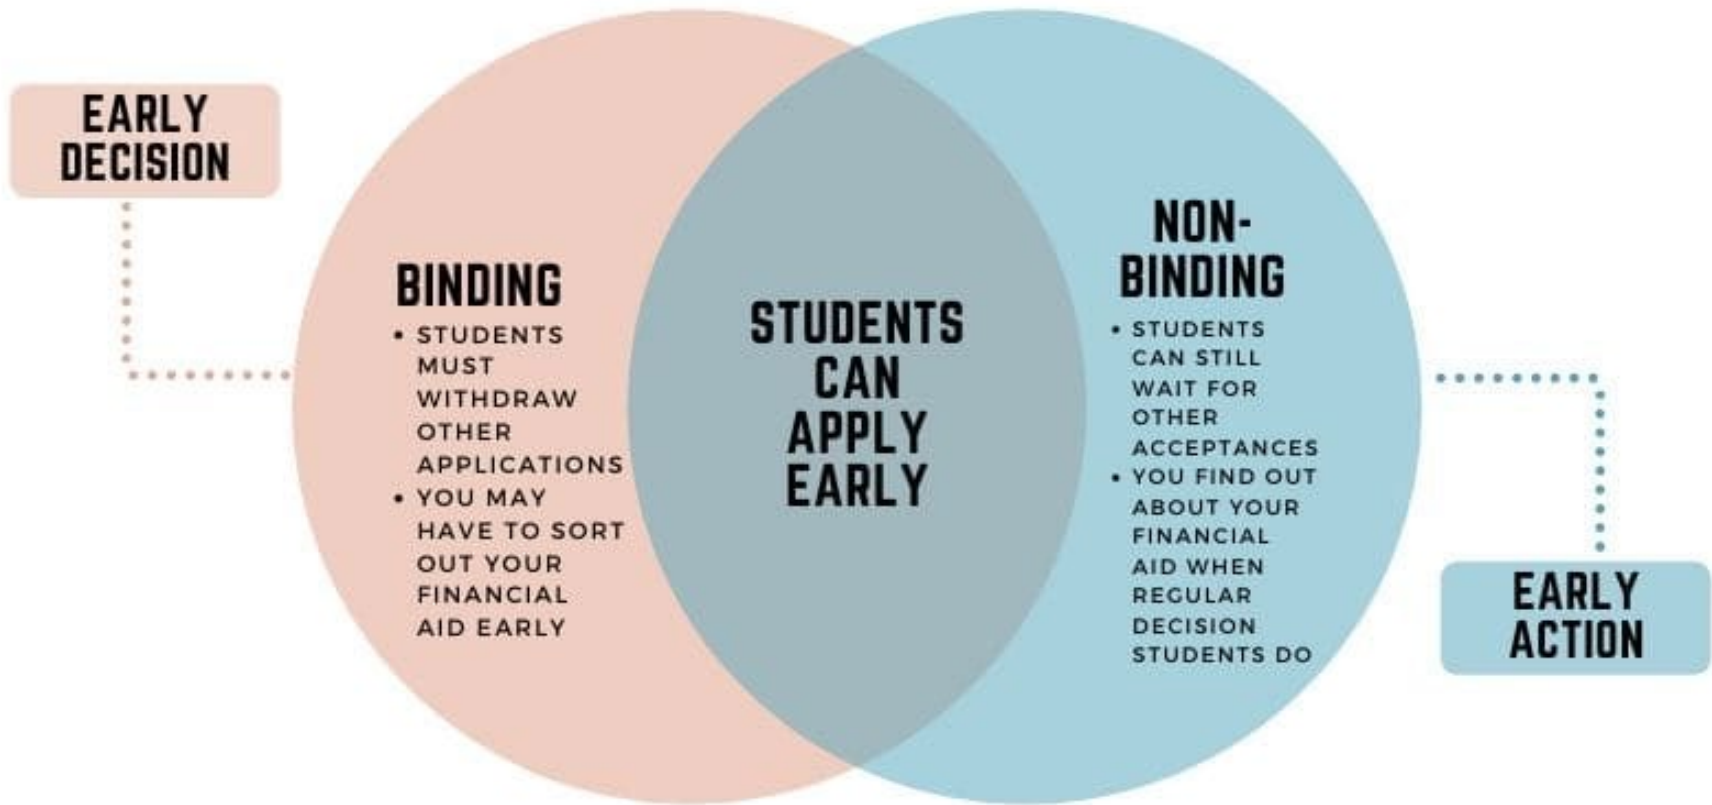 EARLY
DECISION
BINDING
• STUDENTS
MUST
WITHDRAW
OTHER
APPLICATIONS
• YOU MAY
HAVE TO SORT
OUT YOUR
FINANCIAL
AID EARLY
STUDENTS
CAN
APPLY
EARLY
NON-
BINDING
• STUDENTS
CAN STILL
WAIT FOR
OTHER
ACCEPTANCES
• YOU FIND OUT
ABOUT YOUR
FINANCIAL
AID WHEN
REGULAR
DECISION
STUDENTS DO
EARLY
ACTION